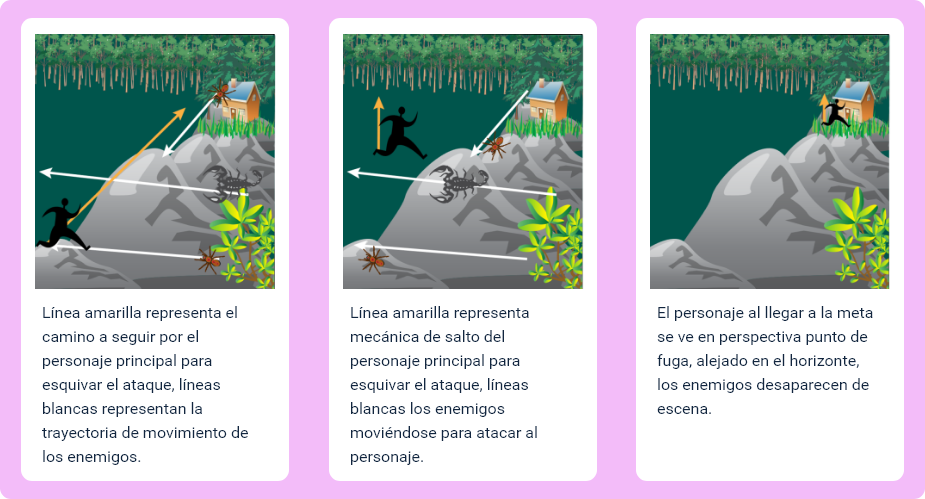 Línea amarilla representa el
camino a seguir por el
personaje principal para
esquivar el ataque, líneas
blancas representan la
trayectoria de movimiento de
los enemigos.
Línea amarilla representa
mecánica de salto del
personaje principal para
esquivar el ataque, líneas
blancas los enemigos
moviéndose para atacar al
personaje.
El personaje al llegar a la meta
se ve en perspectiva punto de
fuga, alejado en el horizonte,
los enemigos desaparecen de
escena.